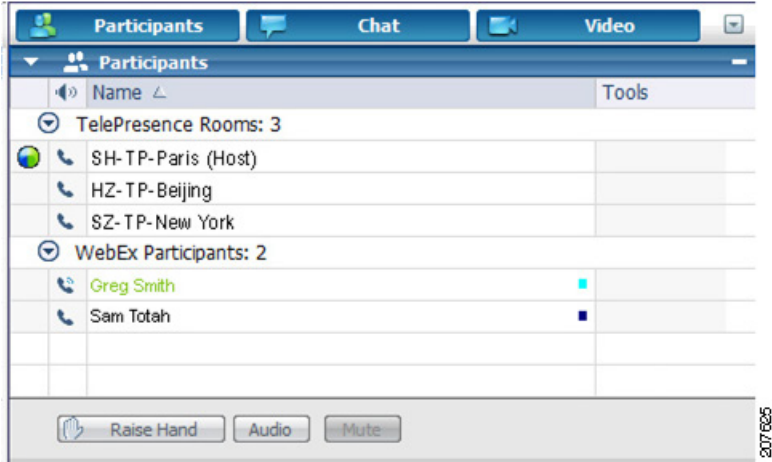 Participants Chat Video
Participants
Name Tools
TelePresence Rooms: 3
SH-TP-Paris (Host)
HZ-TP-Beijing
SZ-TP-New York
WebEx Participants: 2
Greg Smith
Sam Totah
Raise Hand Audio Mute
207625